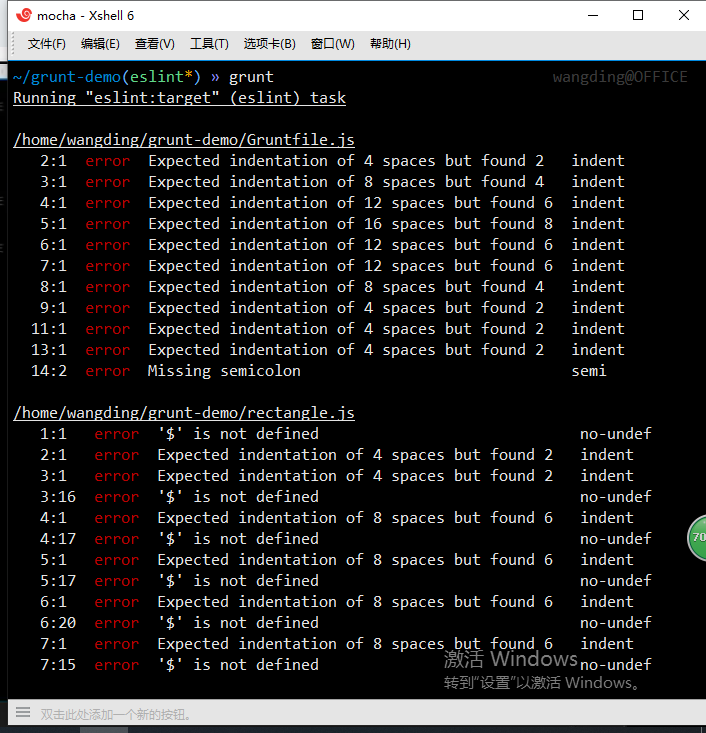 mocha - Xshell 6
文件(F) 编辑(E) 查看(V) 工具(T) 选项卡(B) 窗口(W) 帮助(H)
~/grunt-demo(eslint*) » grunt wangding@OFFICE
Running "eslint:target" (eslint) task
/home/wangding/grunt-demo/Gruntfile.js
2:1 error Expected indentation of 4 spaces but found 2 indent
3:1 error Expected indentation of 8 spaces but found 4 indent
4:1 error Expected indentation of 12 spaces but found 6 indent
5:1 error Expected indentation of 16 spaces but found 8 indent
6:1 error Expected indentation of 12 spaces but found 6 indent
7:1 error Expected indentation of 12 spaces but found 6 indent
8:1 error Expected indentation of 8 spaces but found 4 indent
9:1 error Expected indentation of 4 spaces but found 2 indent
11:1 error Expected indentation of 4 spaces but found 2 indent
13:1 error Expected indentation of 4 spaces but found 2 indent
14:2 error Missing semicolon semi
/home/wangding/grunt-demo/rectangle.js
1:1 error '$' is not defined no-undef
2:1 error Expected indentation of 4 spaces but found 2 indent
3:1 error Expected indentation of 4 spaces but found 2 indent
3:16 error '$' is not defined no-undef
4:1 error Expected indentation of 8 spaces but found 6 indent
4:17 error '$' is not defined no-undef
5:1 error Expected indentation of 8 spaces but found 6 indent
5:17 error '$' is not defined no-undef
6:1 error Expected indentation of 8 spaces but found 6 indent
6:20 error '$' is not defined no-undef
7:1 error Expected indentation of 8 spaces but found 6 indent
7:15 error '$' is not defined no-undef
70
激活 Windows
转到“设置”以激活 Windows。
双击此处添加一个新的按钮。